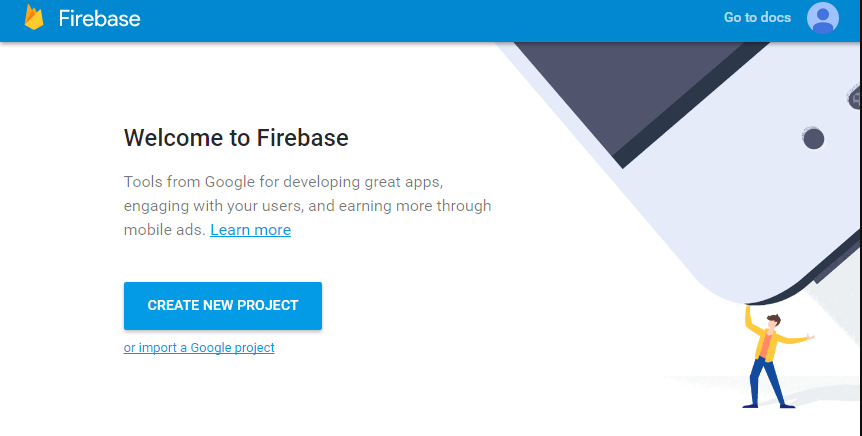 Firebase
Go to docs
Welcome to Firebase
Tools from Google for developing great apps,
engaging with your users, and earning more through
mobile ads. Learn more
CREATE NEW PROJECT
or import a Google project